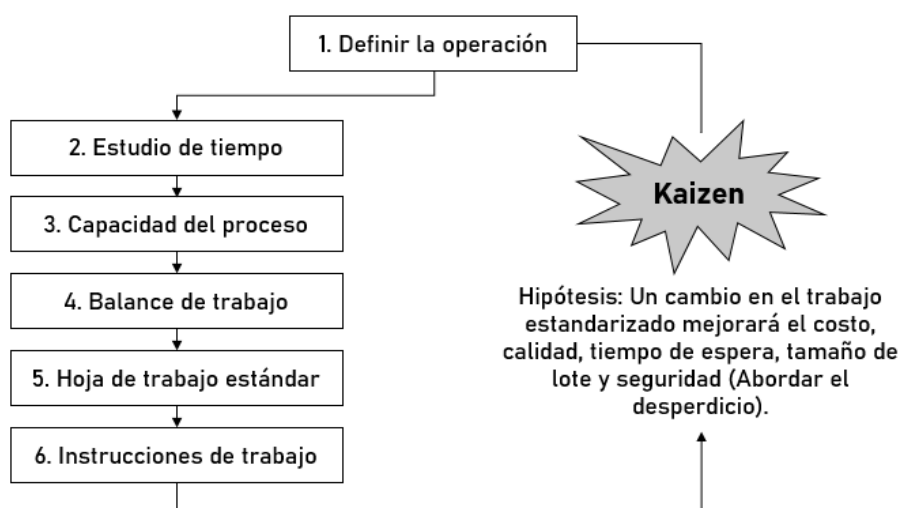 1. Definir la operación
2. Estudio de tiempo
3. Capacidad del proceso
4. Balance de trabajo
5. Hoja de trabajo estándar
6. Instrucciones de trabajo
Kaizen
Hipótesis: Un cambio en el trabajo
estandarizado mejorará el costo,
calidad, tiempo de espera, tamaño de
lote y seguridad (Abordar el
desperdicio).